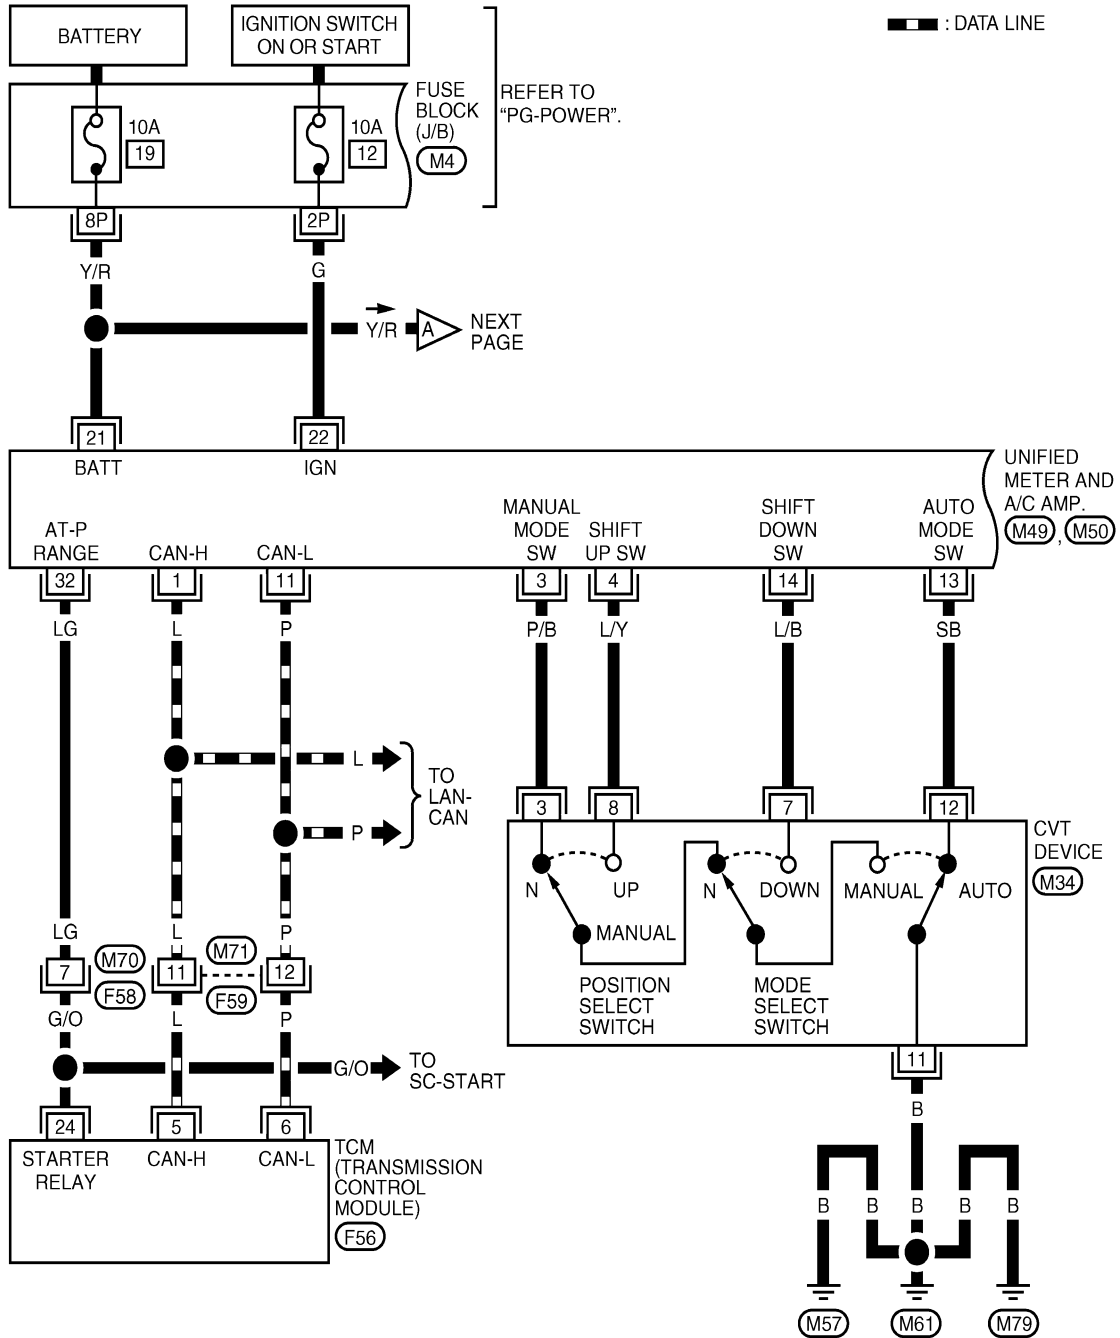 BATTERY
IGNITION SWITCH
ON OR START
: DATA LINE
FUSE
BLOCK
(J/B)
M4
REFER TO
“PG-POWER”.
10A
19
10A
12
8P
2P
Y/R
G
Y/R
A
NEXT
PAGE
21
22
BATT
IGN
UNIFIED
METER AND
A/C AMP.
M49 , M50
AT-P
RANGE
CAN-H
CAN-L
MANUAL
MODE
SW
SHIFT
UP SW
SHIFT
DOWN
SW
AUTO
MODE
SW
32
1
11
3
4
14
13
LG
L
P
P/B
L/Y
L/B
SB
L
P
TO
LAN-
CAN
3
8
7
12
CVT
DEVICE
M34
N
UP
N
DOWN
MANUAL
AUTO
MANUAL
POSITION
SELECT
SWITCH
MODE
SELECT
SWITCH
LG
L
P
7
M70
F58
11
M71
F59
12
G/O
L
P
G/O
TO
SC-START
11
24
5
6
STARTER
RELAY
CAN-H
CAN-L
TCM
(TRANSMISSION
CONTROL
MODULE)
F56
B
B
B
B
B
B
M57
M61
M79